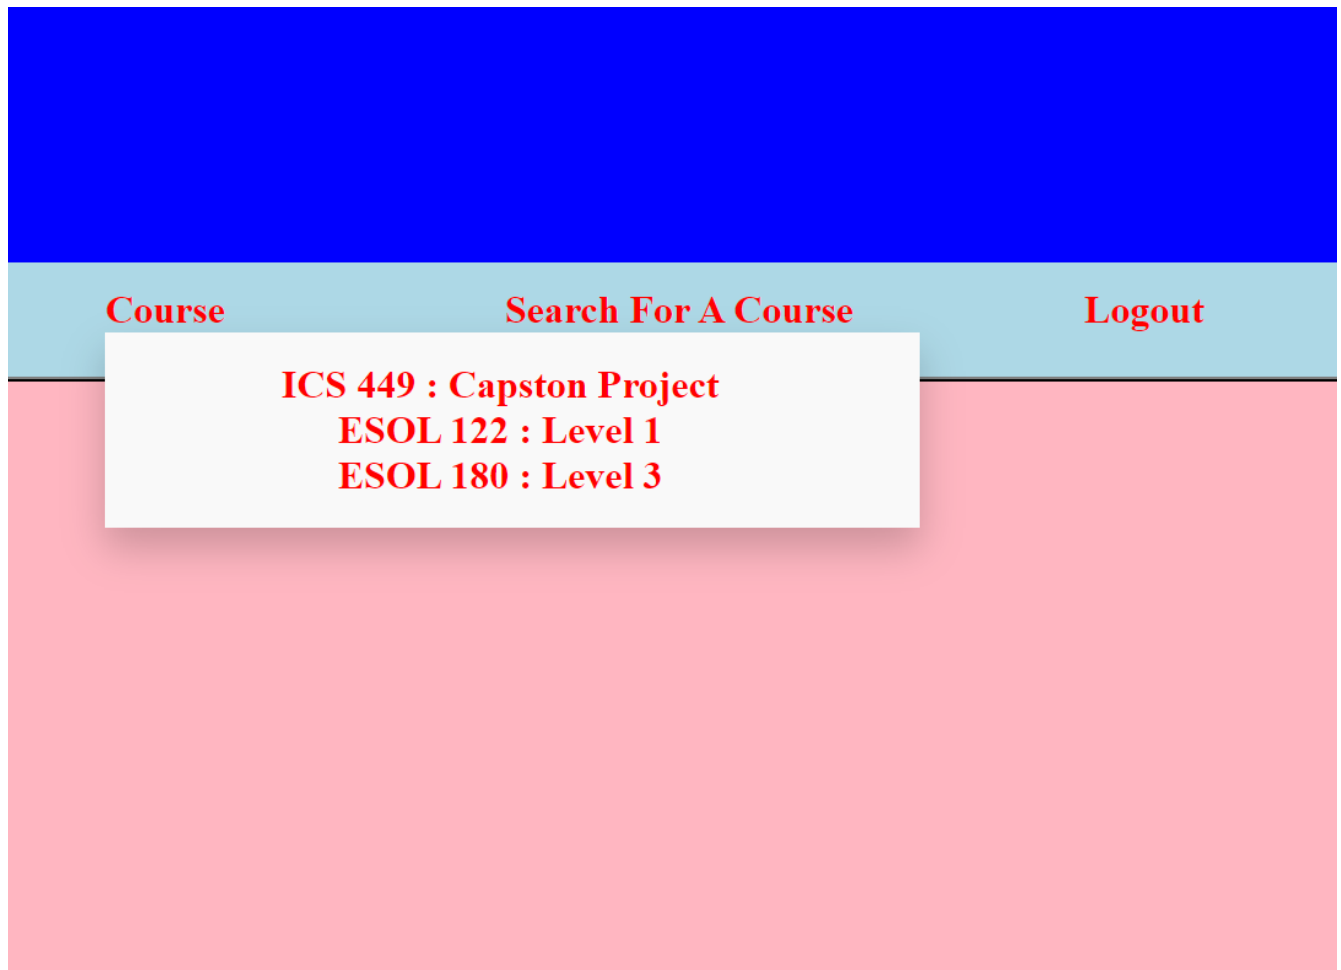 Course Search For A Course Logout
ICS 449 : Capston Project
ESOL 122 : Level 1
ESOL 180 : Level 3